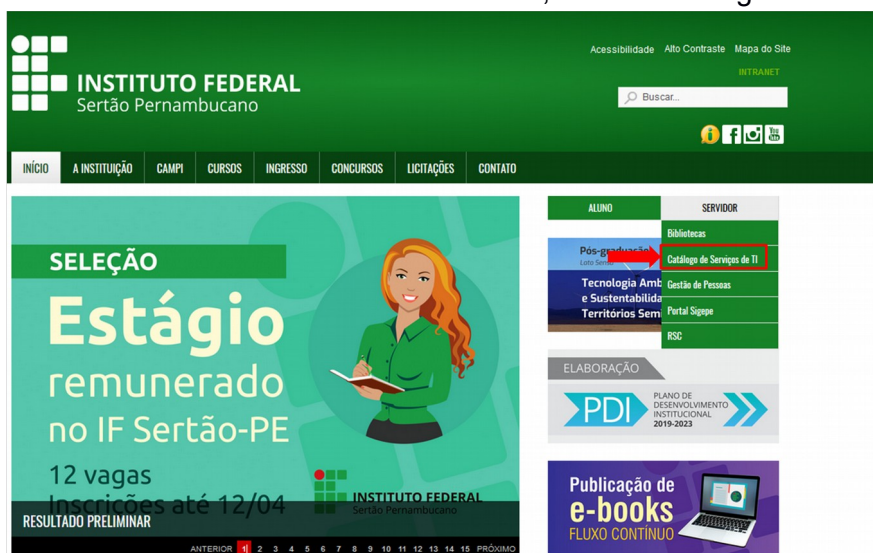 Acessibilidade Alto Contraste Mapa do Site
INTRANET
INSTITUTO FEDERAL
Sertão Pernambucano
Buscar...
You
INÍCIO A INSTITUIÇÃO CAMPI CURSOS INGRESSO CONCURSOS LICITAÇÕES CONTATO
SELEÇÃO
Estágio
remunerado
no IF Sertão-PE
12 vagas
Inscrições até 12/04
INSTITUTO FEDERAL
Sertão Pernambucano
RESULTADO PRELIMINAR
ANTERIOR 1 2 3 4 5 6 7 8 9 10 11 12 13 14 15 PRÓXIMO
ALUNO SERVIDOR
Bibliotecas
Catálogo de Serviços de TI
Gestão de Pessoas
Portal Sigepe
RSC
Pós-graduação
Lato Sensu
Tecnologia Amb
e Sustentabilida
Territórios Semi
ELABORAÇÃO
PDI
PLANO DE
DESENVOLVIMENTO
INSTITUCIONAL
2019-2023
Publicação de
e-books
FLUXO CONTÍNUO